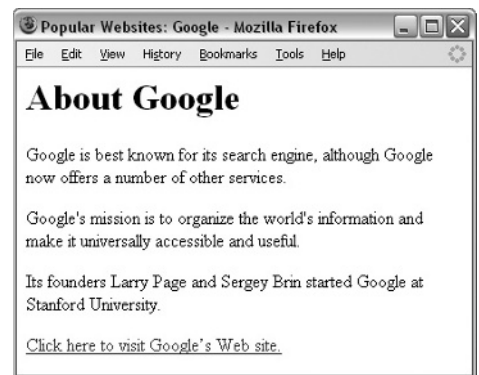 Popular Websites: Google - Mozilla Firefox
File Edit View History Bookmarks Tools Help
About Google
Google is best known for its search engine, although Google
now offers a number of other services.
Google's mission is to organize the world's information and
make it universally accessible and useful.
Its founders Larry Page and Sergey Brin started Google at
Stanford University.
Click here to visit Google's Web site.